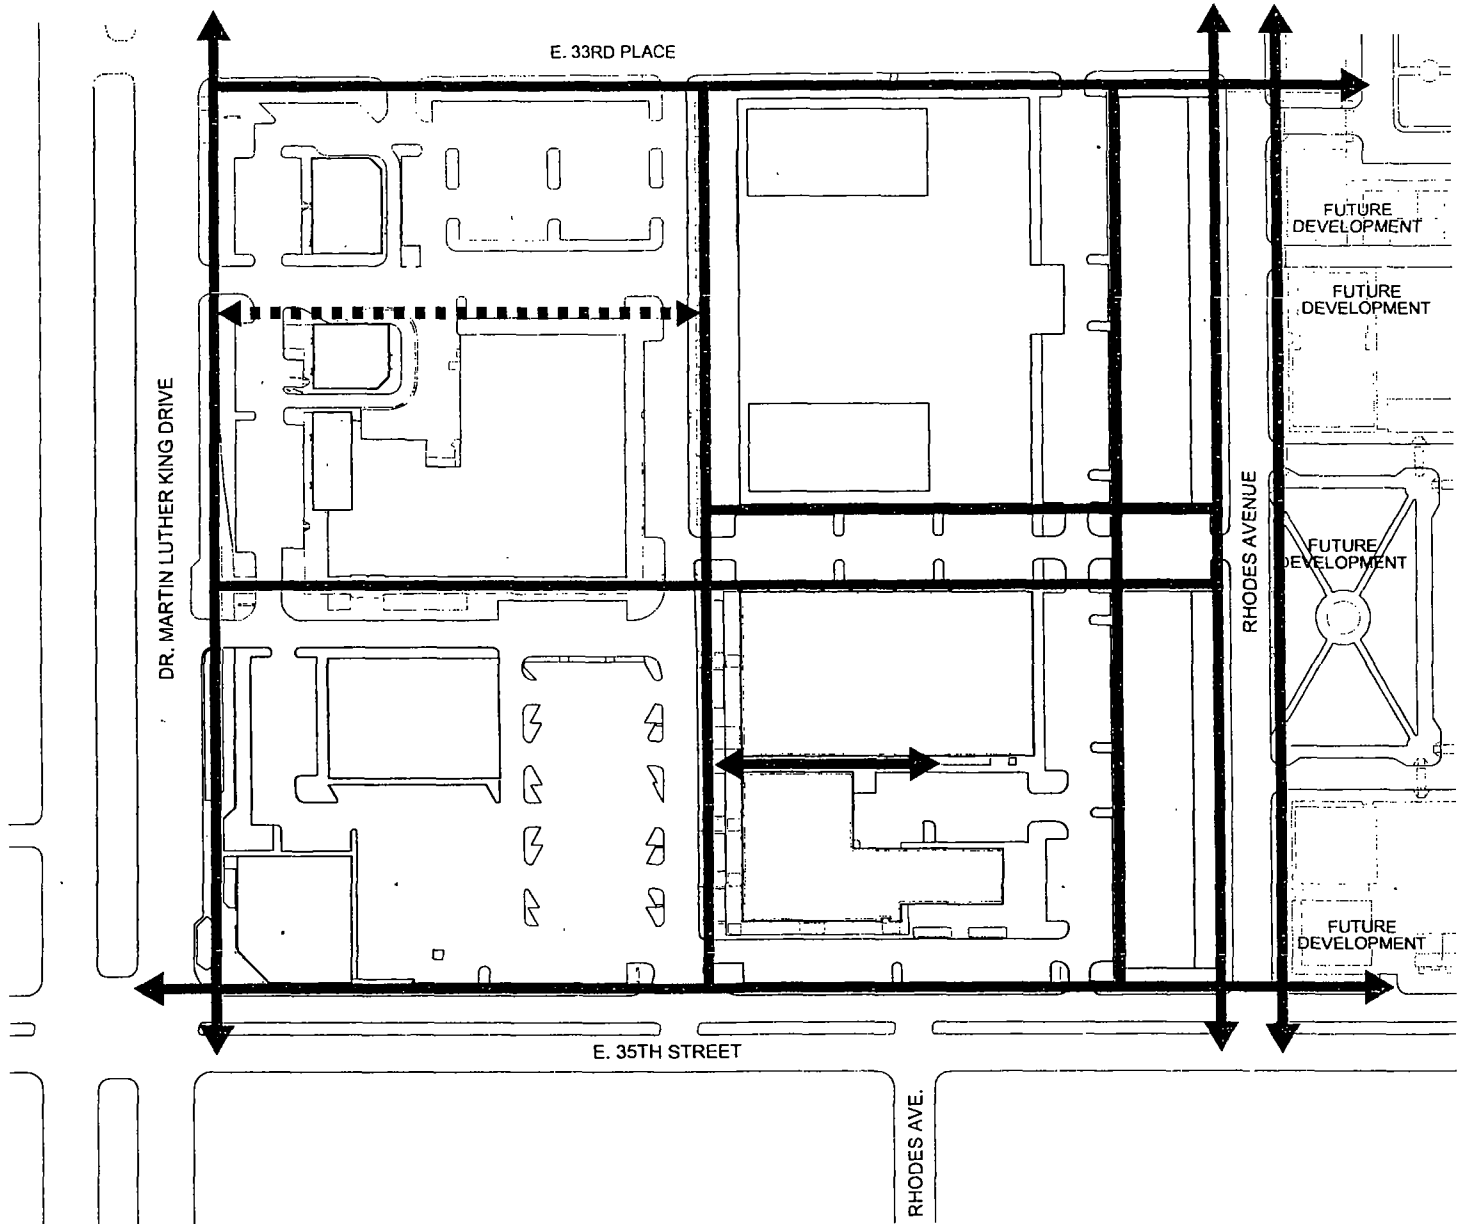 E. 33RD PLACE
FUTURE
DEVELOPMENT
FUTURE
DEVELOPMENT
DR. MARTIN LUTHER KING DRIVE
RHODES AVENUE
FUTURE
DEVELOPMENT
FUTURE
DEVELOPMENT
E. 35TH STREET
RHODES AVE.